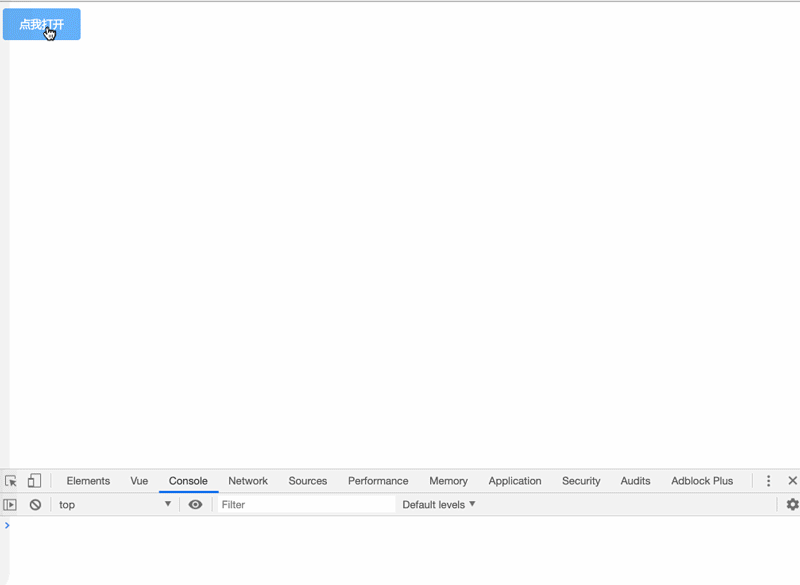 点我打开
Elements Vue Console Network Sources Performance Memory Application Security Audits Adblock Plus
top Filter Default levels